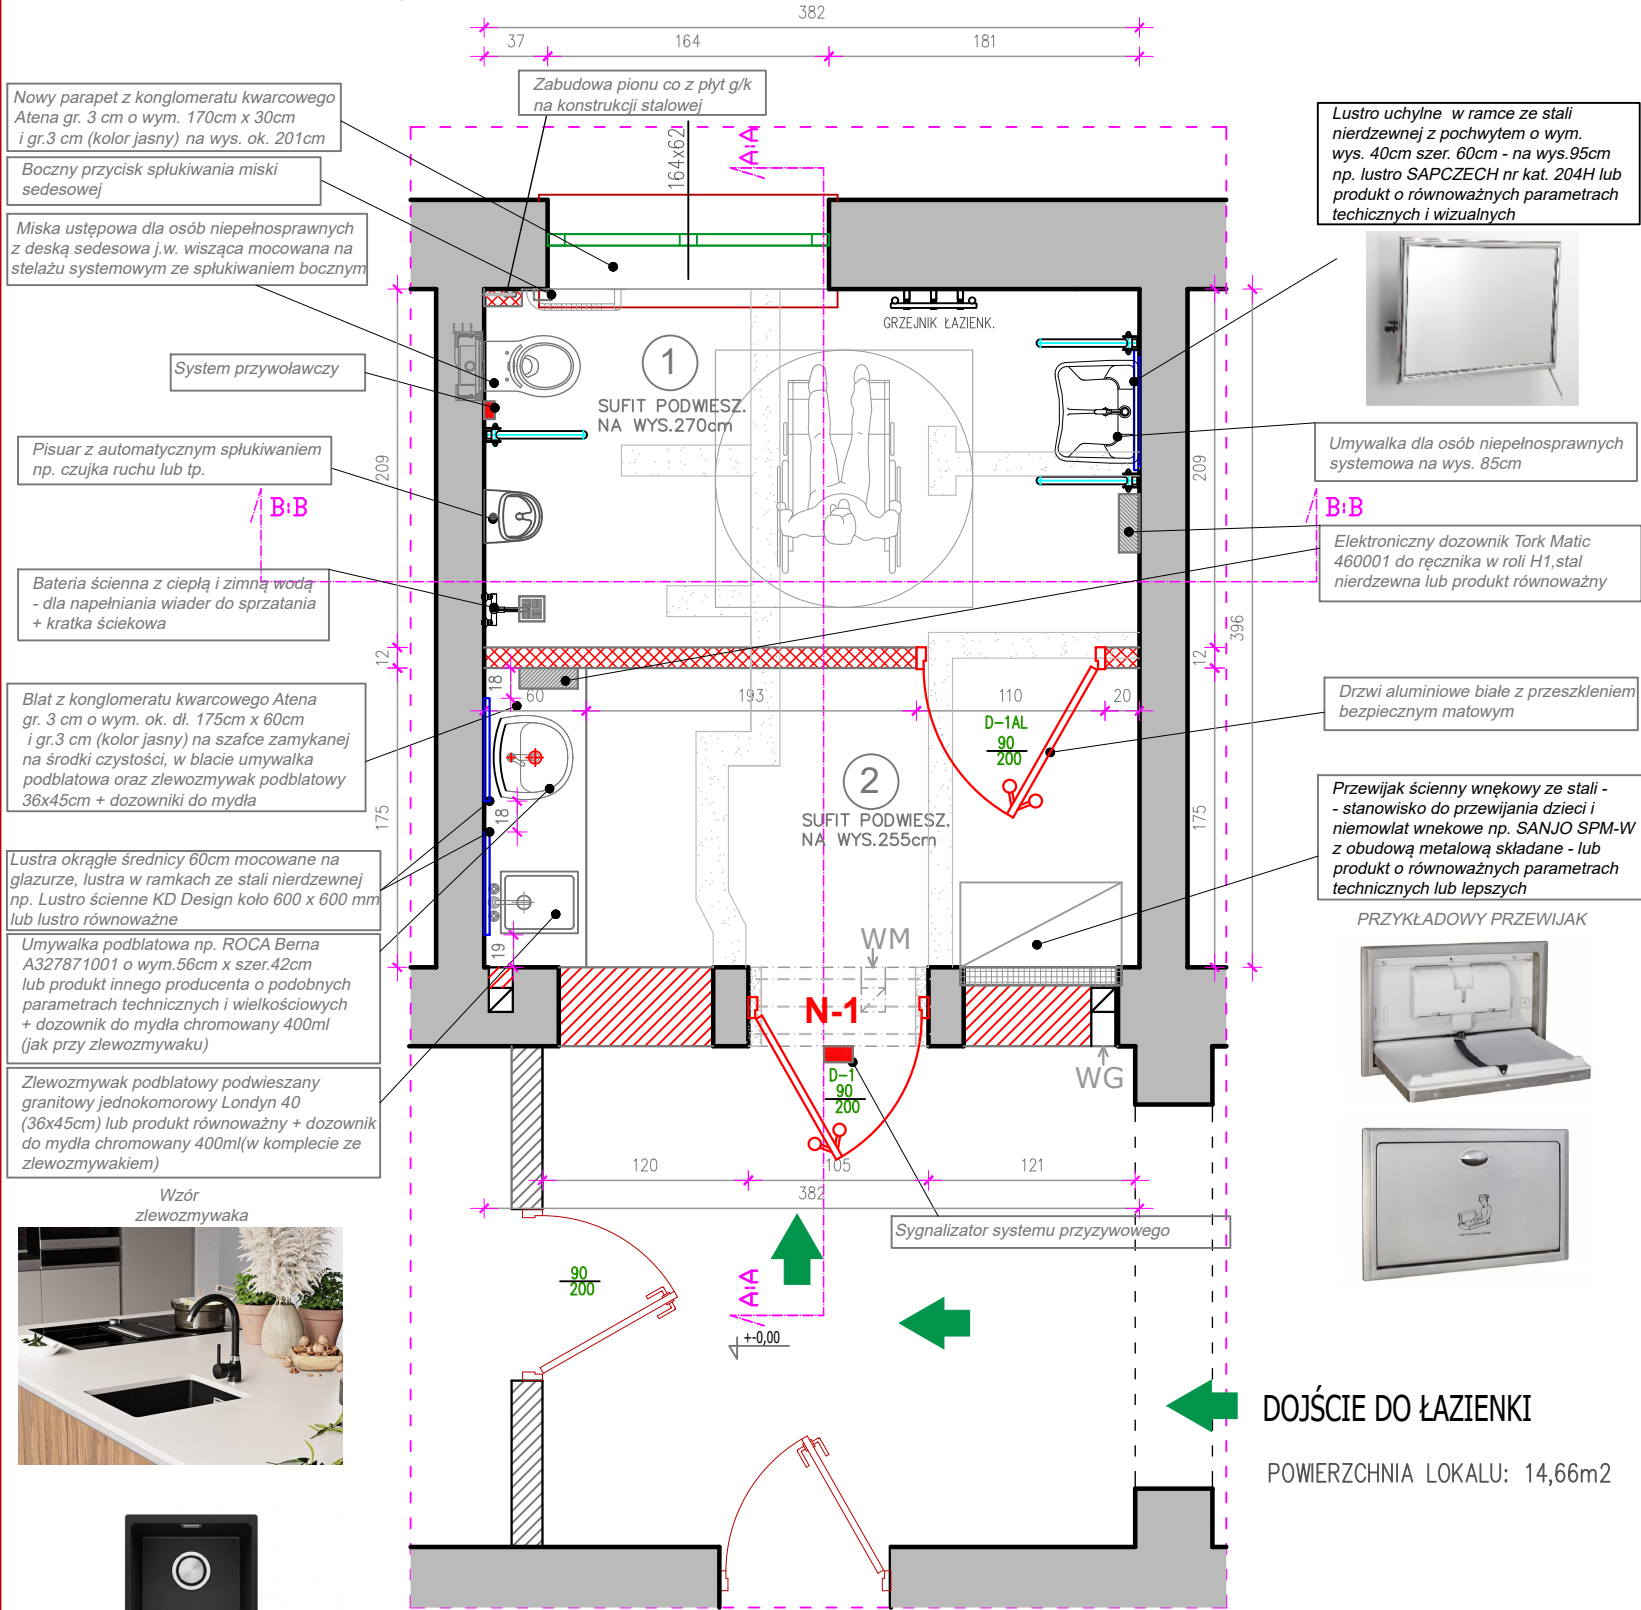 382
37
164
181
Zabudowa pionu co z płyt g/k
na konstrukcji stalowej
Nowy parapet z konglomeratu kwarcowego
Atena gr. 3 cm o wym. 170cm x 30cm
i gr.3 cm (kolor jasny) na wys. ok. 201cm
Boczny przycisk spłukiwania miski
sedesowej
Miska ustępowa dla osób niepełnosprawnych
z deską sedesowa j.w. wisząca mocowana na
stelażu systemowym ze spłukiwaniem bocznym
System przywoławczy
Pisuar z automatycznym spłukiwaniem
np. czujka ruchu lub tp.
B:B
Bateria ścienna z ciepłą i zimną wodą
- dla napełniania wiader do sprzatania
+ kratka ściekowa
Blat z konglomeratu kwarcowego Atena
gr. 3 cm o wym. ok. dł. 175cm x 60cm
i gr.3 cm (kolor jasny) na szafce zamykanej
na środki czystości, w blacie umywalka
podblatowa oraz zlewozmywak podblatowy
36x45cm + dozowniki do mydła
Lustra okrągłe średnicy 60cm mocowane na
glazurze, lustra w ramkach ze stali nierdzewnej
np. Lustro ścienne KD Design koło 600 x 600 mm
lub lustro równoważne
Umywalka podblatowa np. ROCA Berna
A327871001 o wym.56cm x szer.42cm
lub produkt innego producenta o podobnych
parametrach technicznych i wielkościowych
+ dozownik do mydła chromowany 400ml
(jak przy zlewozmywaku)
Zlewozmywak podblatowy podwieszany
granitowy jednokomorowy Londyn 40
(36x45cm) lub produkt równoważny + dozownik
do mydła chromowany 400ml(w komplecie ze
zlewozmywakiem)
Wzór
zlewozmywaka
164x62
A:A
GRZEJNIK ŁAZIENK.
1
SUFIT PODWIESZ.
NA WYS.270cm
209
209
396
12
12
18
60
193
110
20
D-1AL
90
200
2
SUFIT PODWIESZ.
NA WYS.255cm
175
175
18
19
WM
N-1
WG
D-1
90
200
120
105
121
382
90
200
A:A
+-0,00
Sygnalizator systemu przyzywowego
Lustro uchylne w ramce ze stali
nierdzewnej z pochwytem o wym.
wys. 40cm szer. 60cm - na wys.95cm
np. lustro SAPCZECH nr kat. 204H lub
produkt o równoważnych parametrach
techicznych i wizualnych
Umywalka dla osób niepełnosprawnych
systemowa na wys. 85cm
B:B
Elektroniczny dozownik Tork Matic
460001 do ręcznika w roli H1,stal
nierdzewna lub produkt równoważny
Drzwi aluminiowe białe z przeszkleniem
bezpiecznym matowym
Przewijak ścienny wnękowy ze stali -
- stanowisko do przewijania dzieci i
niemowlat wnekowe np. SANJO SPM-W
z obudową metalową składane - lub
produkt o równoważnych parametrach
technicznych lub lepszych
PRZYKŁADOWY PRZEWIJAK
DOJŚCIE DO ŁAZIENKI
POWIERZCHNIA LOKALU: 14,66m2